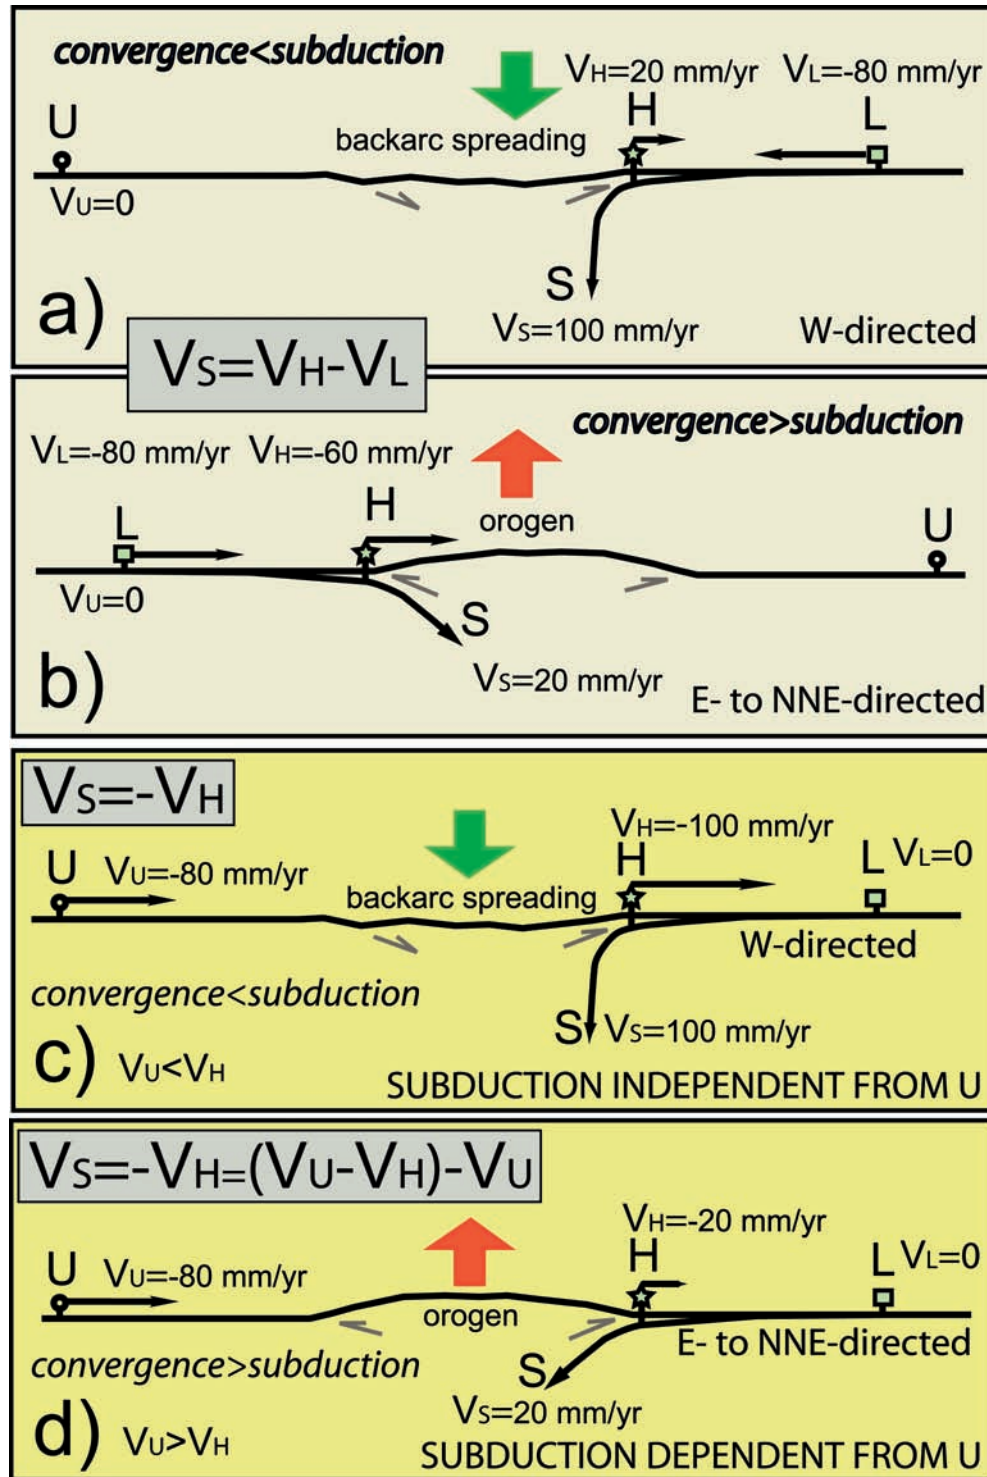 convergence<subduction
VH=20 mm/yr VL=-80 mm/yr
U H L
backarc spreading
VU=0
S
a) VS=100 mm/yr W-directed
VS=VH-VL
convergence>subduction
VL=-80 mm/yr VH=-60 mm/yr
H
L orogen U
VU=0
S
b) VS=20 mm/yr E- to NNE-directed
VS=-VH
VH=-100 mm/yr
U VU=-80 mm/yr H L VL=0
backarc spreading
W-directed
convergence<subduction
S VS=100 mm/yr
c) VU<VH SUBDUCTION INDEPENDENT FROM U
VS=-VH=(VU-VH)-VU
VH=-20 mm/yr
U VU=-80 mm/yr H L VL=0
orogen
E- to NNE-directed
convergence>subduction S
VS=20 mm/yr
d) VU>VH SUBDUCTION DEPENDENT FROM U